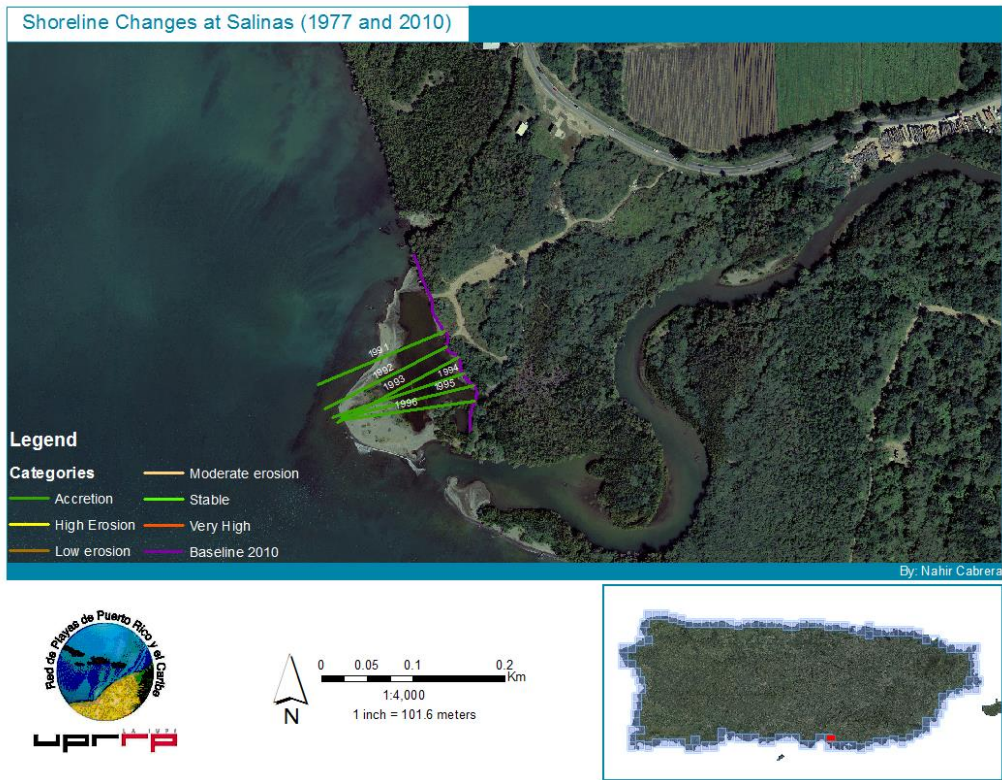 Shoreline Changes at Salinas (1977 and 2010)
1991
1992
1993
1994
1995
1996
Legend
Categories
Accretion
High Erosion
Low erosion
Moderate erosion
Stable
Very High
Baseline 2010
By: Nahir Cabrera
Red de Playas de Puerto Rico y el Caribe
uprrp
0 0.05 0.1 0.2
Km
1:4,000
1 inch = 101.6 meters
N